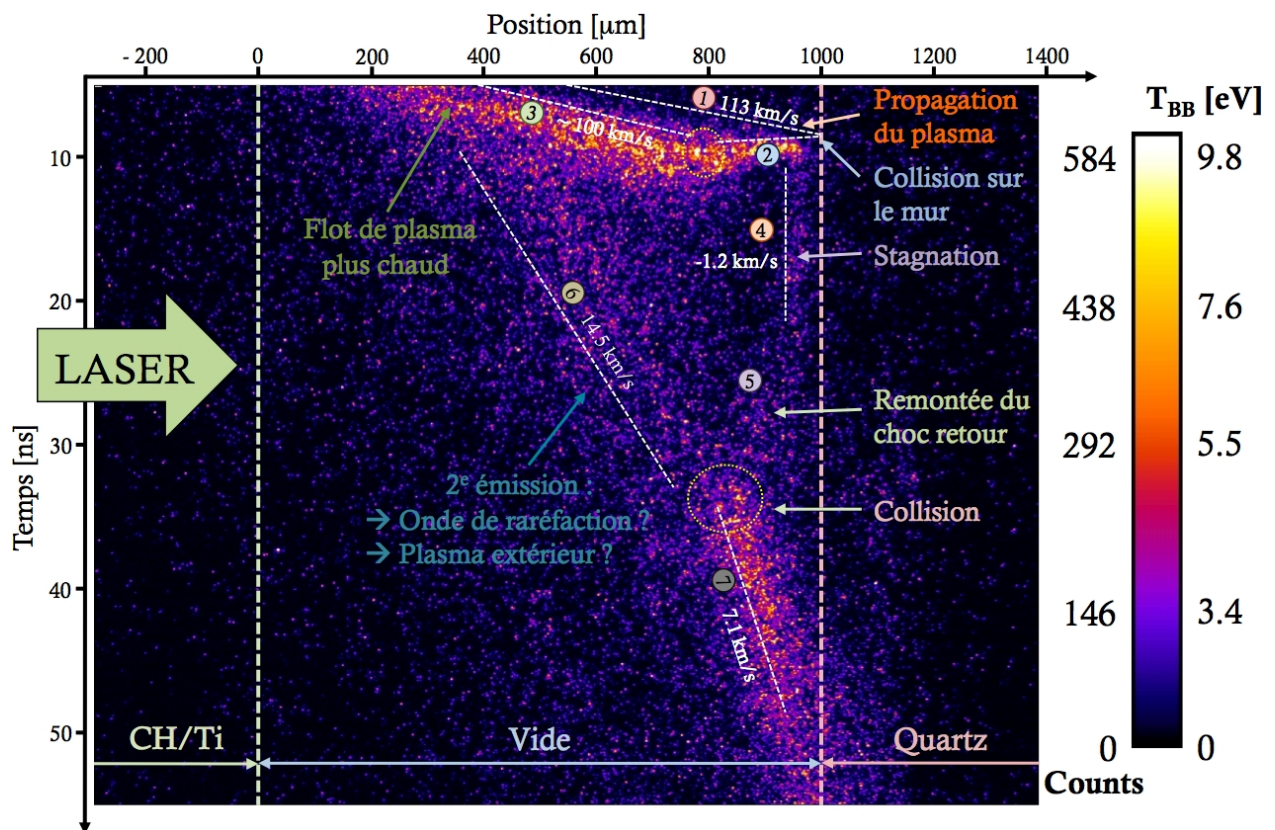 Position [μm]
- 200 0 200 400 600 800 1000 1200 1400
T_BB [eV]
1
113 km/s
Propagation
du plasma
3
~ 100 km/s
2
10
Collision sur
le mur
584
9.8
Flot de plasma
plus chaud
4
-1.2 km/s
Stagnation
20
6
14.5 km/s
438
7.6
LASER
5
Remontée du
choc retour
30
292
5.5
Temps [ns]
2e émission :
→ Onde de raréfaction ?
→ Plasma extérieur ?
Collision
40
7
7.1 km/s
146
3.4
50
CH/Ti
Vide
Quartz
0
0
Counts